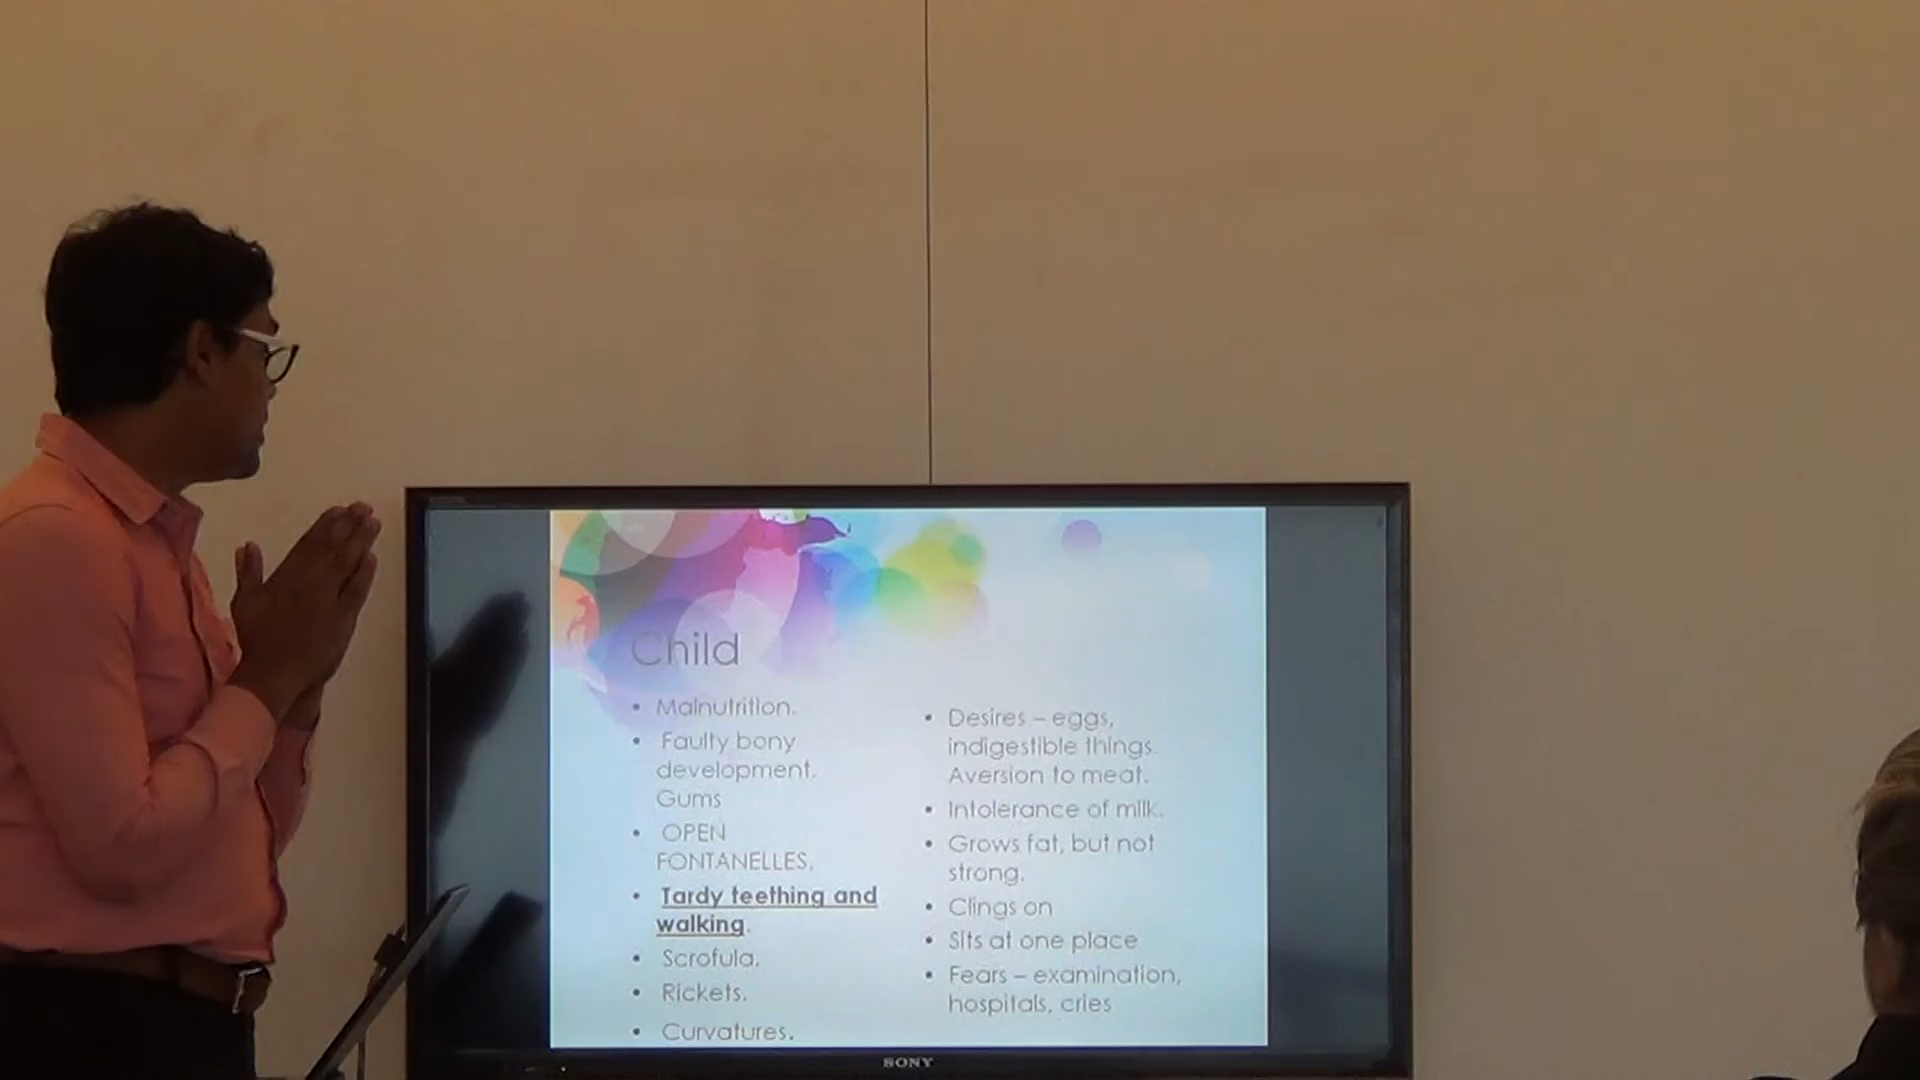 Child
• Malnutrition.
• Faulty bony
development.
Gums
• OPEN
FONTANELLES.
• Tardy teething and
walking.
• Scrofula.
• Rickets.
• Curvatures.
• Desires – eggs,
indigestible things.
Aversion to meat.
• Intolerance of milk.
• Grows fat, but not
strong.
• Clings on
• Sits at one place
• Fears – examination,
hospitals, cries
SONY